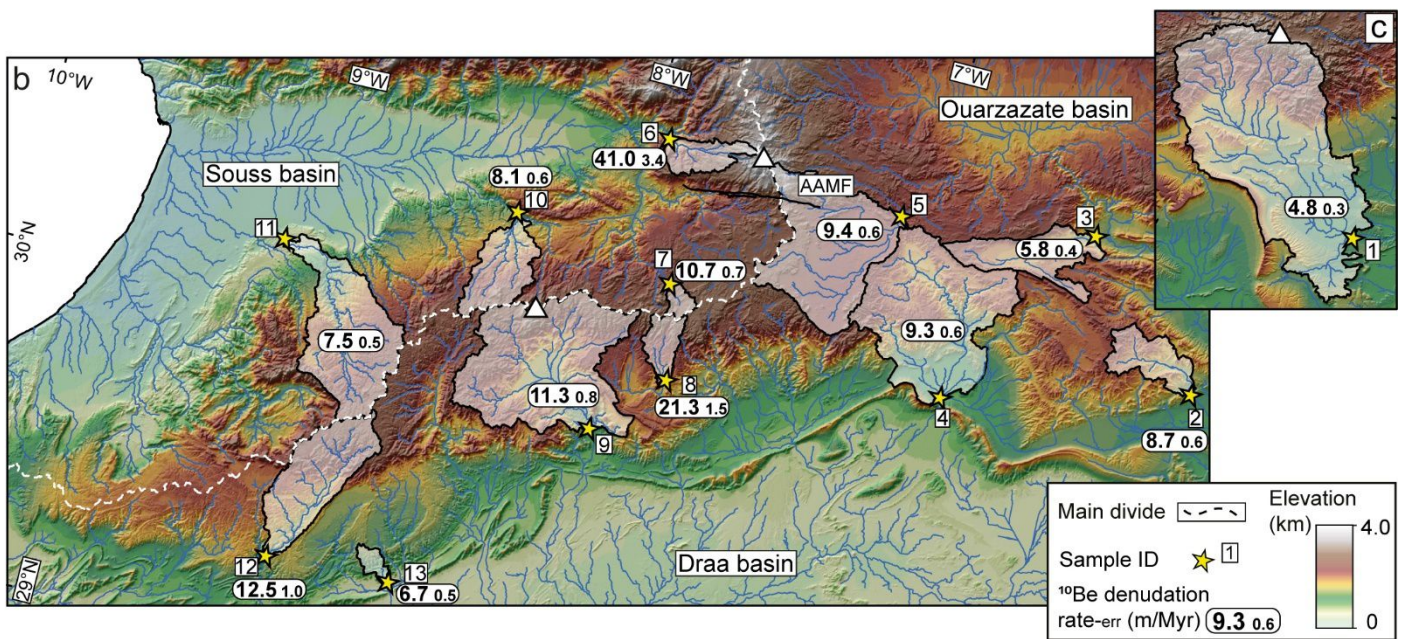 b
10°W
9°W
8°W
7°W
c
Ouarzazate basin
6
41.0 3.4
Souss basin
8.1 0.6
10
AAMF
5
3
4.8 0.3
1
30°N
11
9.4 0.6
5.8 0.4
7
10.7 0.7
7.5 0.5
9.3 0.6
11.3 0.8
8
21.3 1.5
9
4
2
8.7 0.6
12
12.5 1.0
13
6.7 0.5
Draa basin
29°N
Main divide
Elevation
(km)
4.0
0
Sample ID
1
¹⁰Be denudation
rate-err (m/Myr) 9.3 0.6